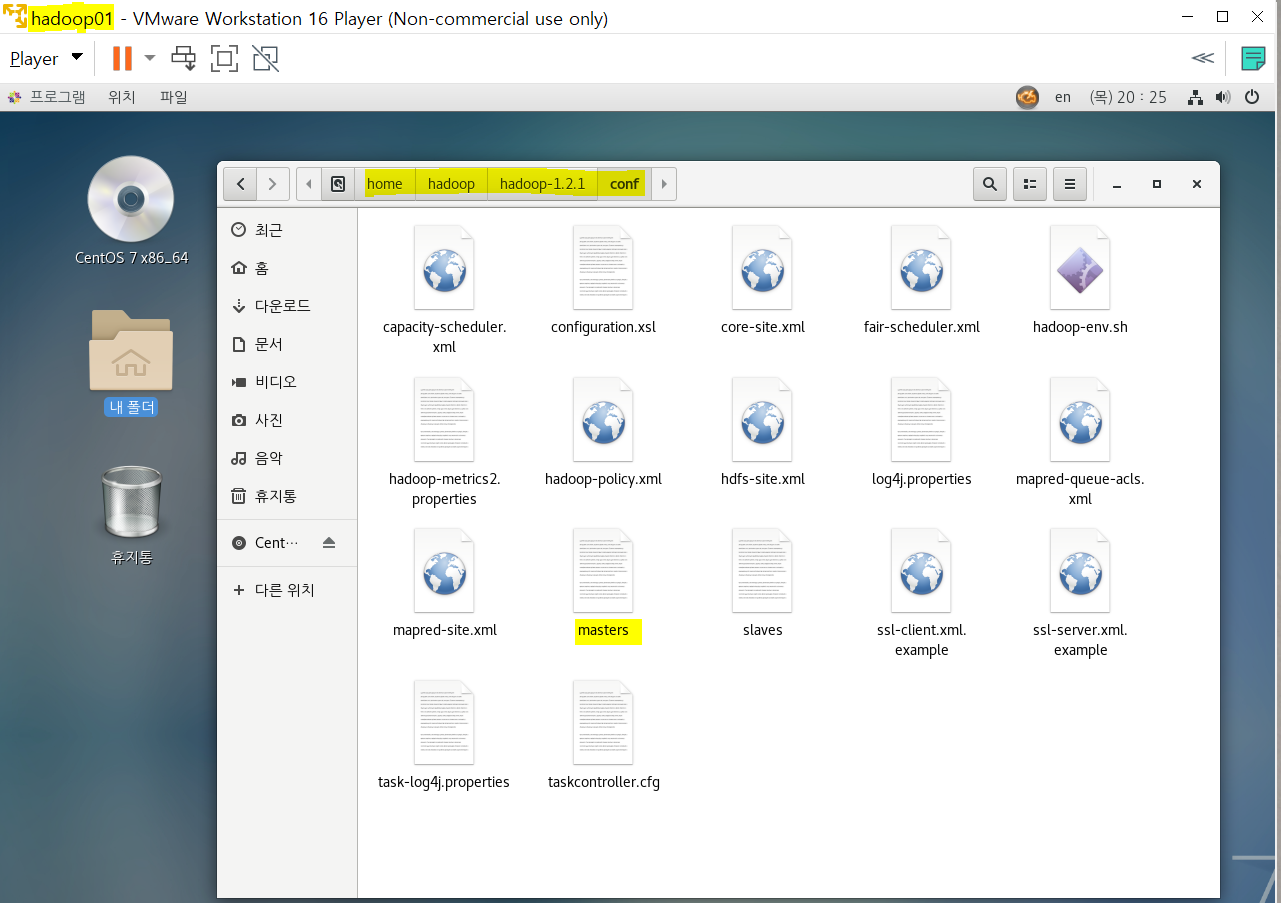 hadoop01 - VMware Workstation 16 Player (Non-commercial use only)
Player
프로그램 위치 파일 en (목) 20 : 25
home hadoop hadoop-1.2.1 conf
CentOS 7 x86_64
내 폴더
휴지통
최근
홈
다운로드
문서
비디오
사진
음악
휴지통
Cent···
다른 위치
capacity-scheduler.
xml
configuration.xsl
core-site.xml
fair-scheduler.xml
hadoop-env.sh
hadoop-metrics2.
properties
hadoop-policy.xml
hdfs-site.xml
log4j.properties
mapred-queue-acls.
xml
mapred-site.xml
masters
slaves
ssl-client.xml.
example
ssl-server.xml.
example
task-log4j.properties
taskcontroller.cfg
7